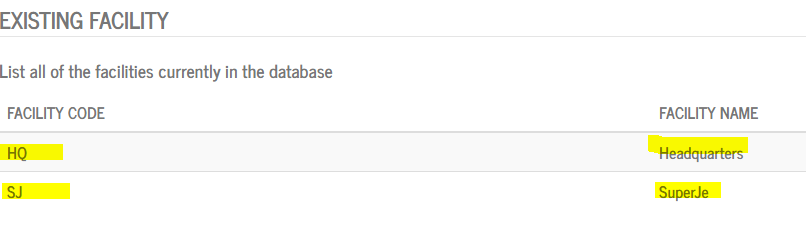 EXISTING FACILITY
List all of the facilities currently in the database
FACILITY CODE FACILITY NAME
HQ Headquarters
SJ SuperJe